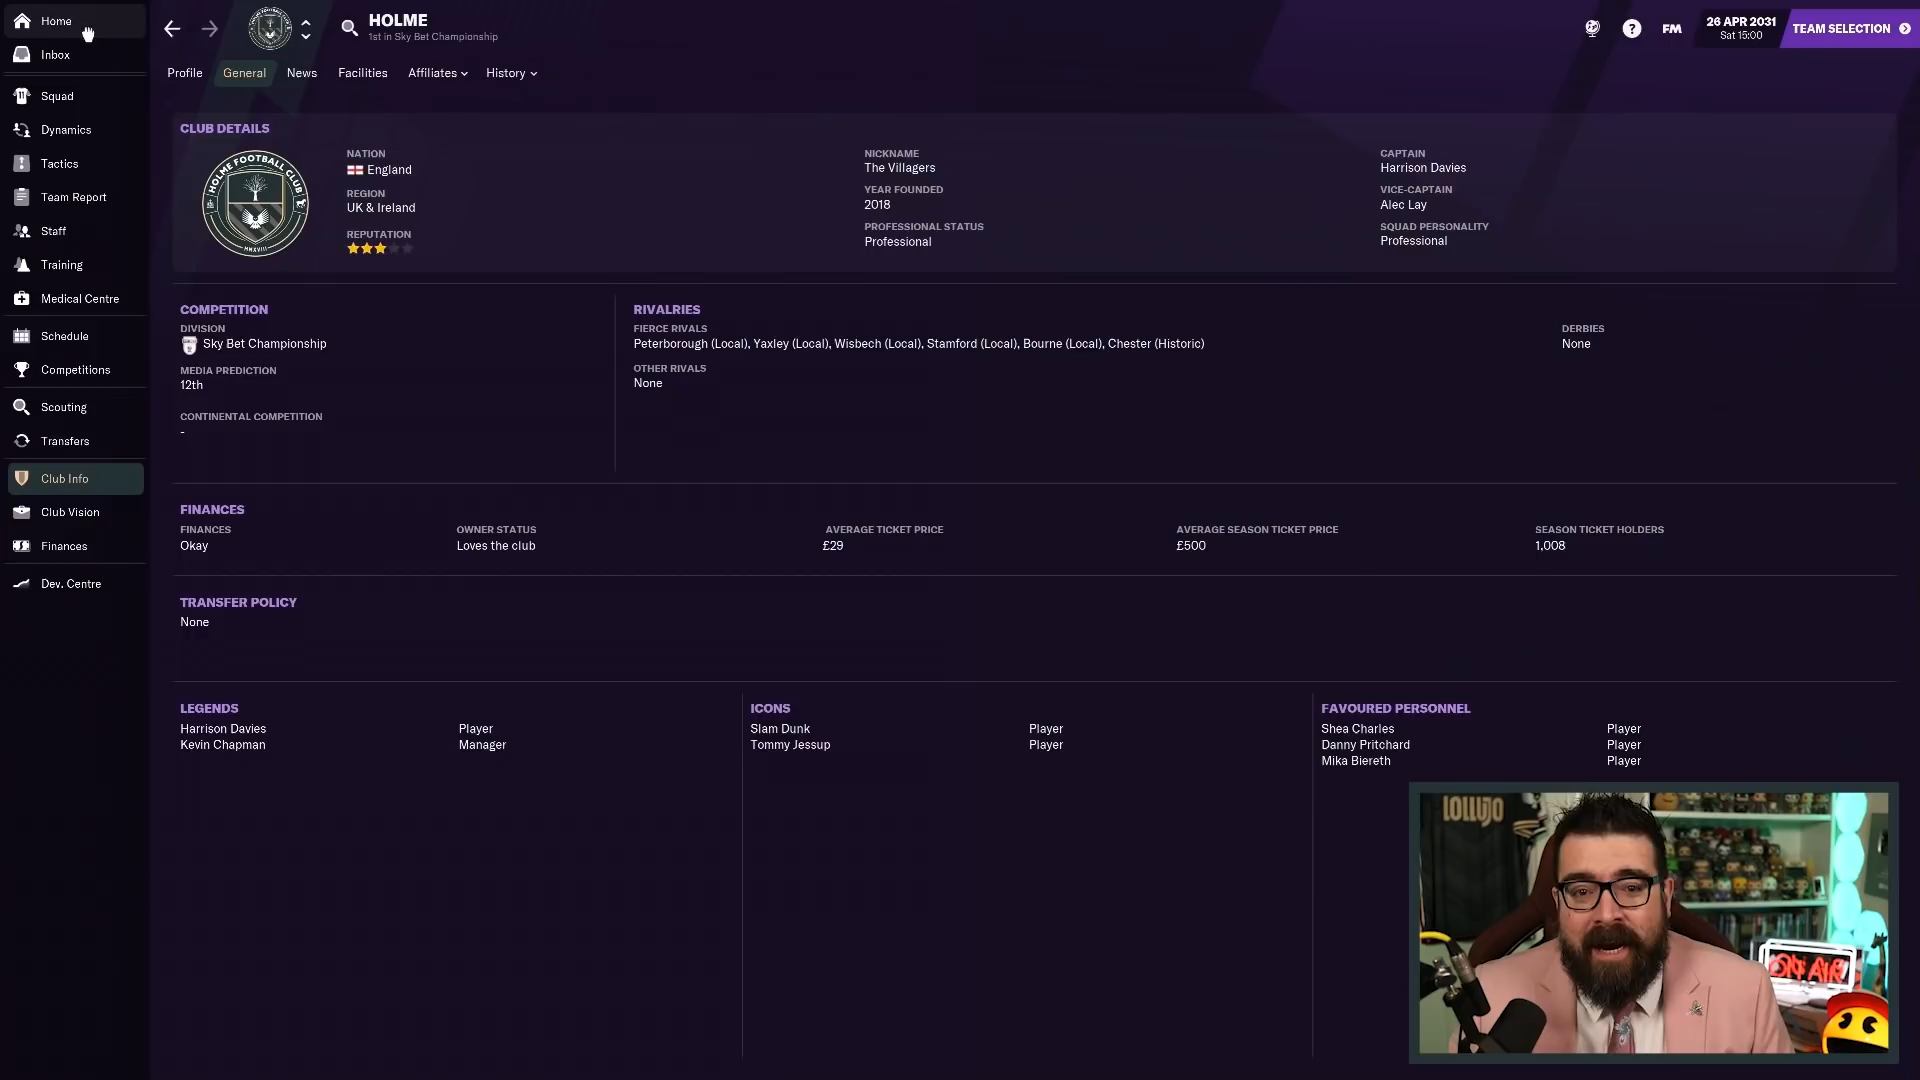 Home
Inbox
Squad
Dynamics
Tactics
Team Report
Staff
Training
Medical Centre
Schedule
Competitions
Scouting
Transfers
Club Info
Club Vision
Finances
Dev. Centre
HOLME
1st in Sky Bet Championship
FM
26 APR 2031
Sat 15:00
TEAM SELECTION
Profile
General
News
Facilities
Affiliates
History
CLUB DETAILS
HOLME FOOTBALL CLUB
MMXVIII
NATION
England
REGION
UK & Ireland
REPUTATION
NICKNAME
The Villagers
YEAR FOUNDED
2018
PROFESSIONAL STATUS
Professional
CAPTAIN
Harrison Davies
VICE-CAPTAIN
Alec Lay
SQUAD PERSONALITY
Professional
COMPETITION
DIVISION
Sky Bet Championship
MEDIA PREDICTION
12th
CONTINENTAL COMPETITION
-
RIVALRIES
FIERCE RIVALS
Peterborough (Local), Yaxley (Local), Wisbech (Local), Stamford (Local), Bourne (Local), Chester (Historic)
OTHER RIVALS
None
DERBIES
None
FINANCES
FINANCES
Okay
OWNER STATUS
Loves the club
AVERAGE TICKET PRICE
£29
AVERAGE SEASON TICKET PRICE
£500
SEASON TICKET HOLDERS
1,008
TRANSFER POLICY
None
LEGENDS
Harrison Davies Player
Kevin Chapman Manager
ICONS
Slam Dunk Player
Tommy Jessup Player
FAVOURED PERSONNEL
Shea Charles Player
Danny Pritchard Player
Mika Biereth Player
LOLLUJO
ON AIR